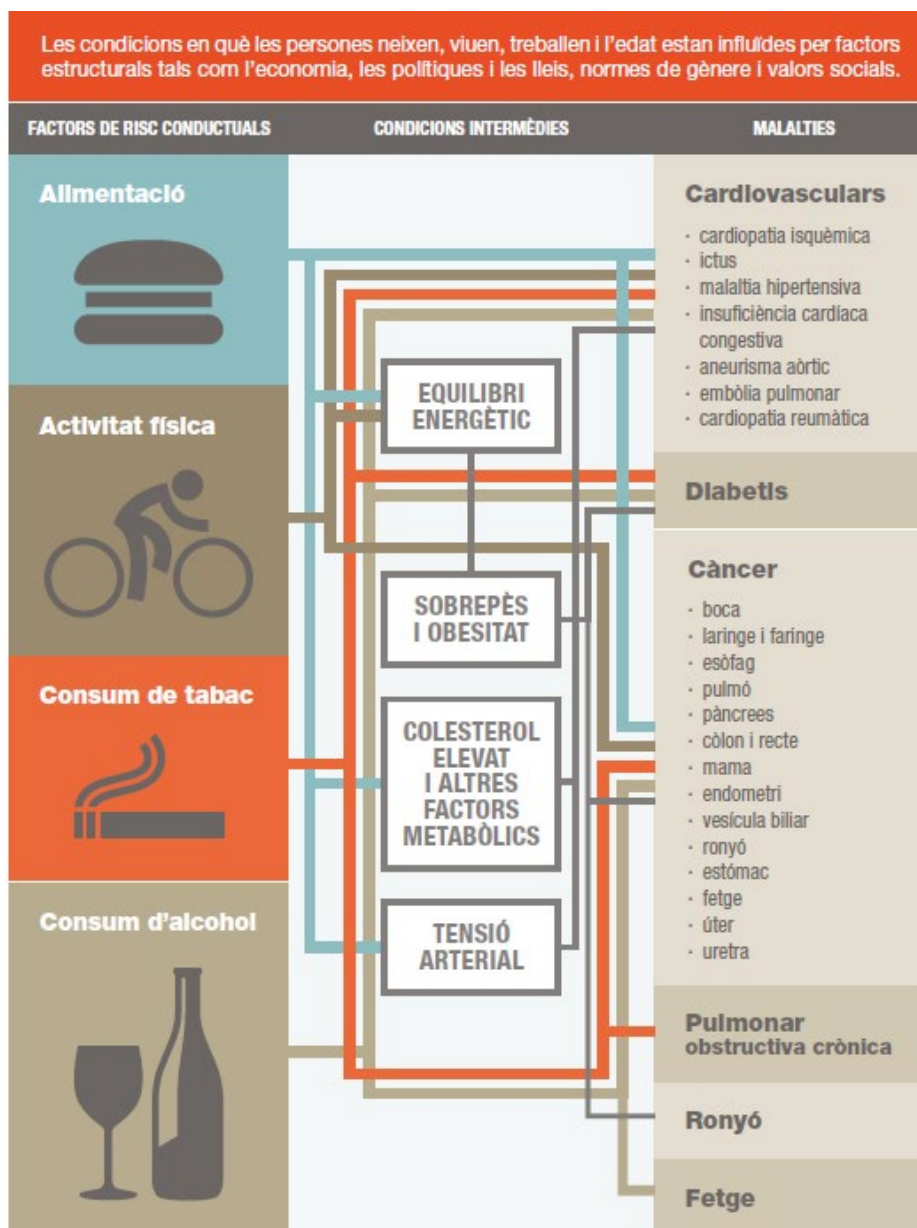 Les condicions en què les persones neixen, viuen, treballen i l'edat estan influïdes per factors
estructurals tals com l'economia, les polítiques i les lleis, normes de gènere i valors socials.
FACTORS DE RISC CONDUCTUALS
CONDICIONS INTERMÈDIES
MALALTIES
Alimentació
Activitat física
Consum de tabac
Consum d'alcohol
EQUILIBRI
ENERGÈTIC
SOBREPÈS
I OBESITAT
COLESTEROL
ELEVAT
I ALTRES
FACTORS
METABÒLICS
TENSIÓ
ARTERIAL
Cardiovasculars
· cardiopatia isquèmica
· ictus
· malaltia hipertensiva
· insuficiència cardíaca
congestiva
· aneurisma aòrtic
· embòlia pulmonar
· cardiopatia reumàtica
Diabetis
Càncer
· boca
· laringe i faringe
· esòfag
· pulmó
· pàncrees
· còlon i recte
· mama
· endometri
· vesícula biliar
· ronyó
· estómac
· fetge
· úter
· uretra
Pulmonar
obstructiva crònica
Ronyó
Fetge